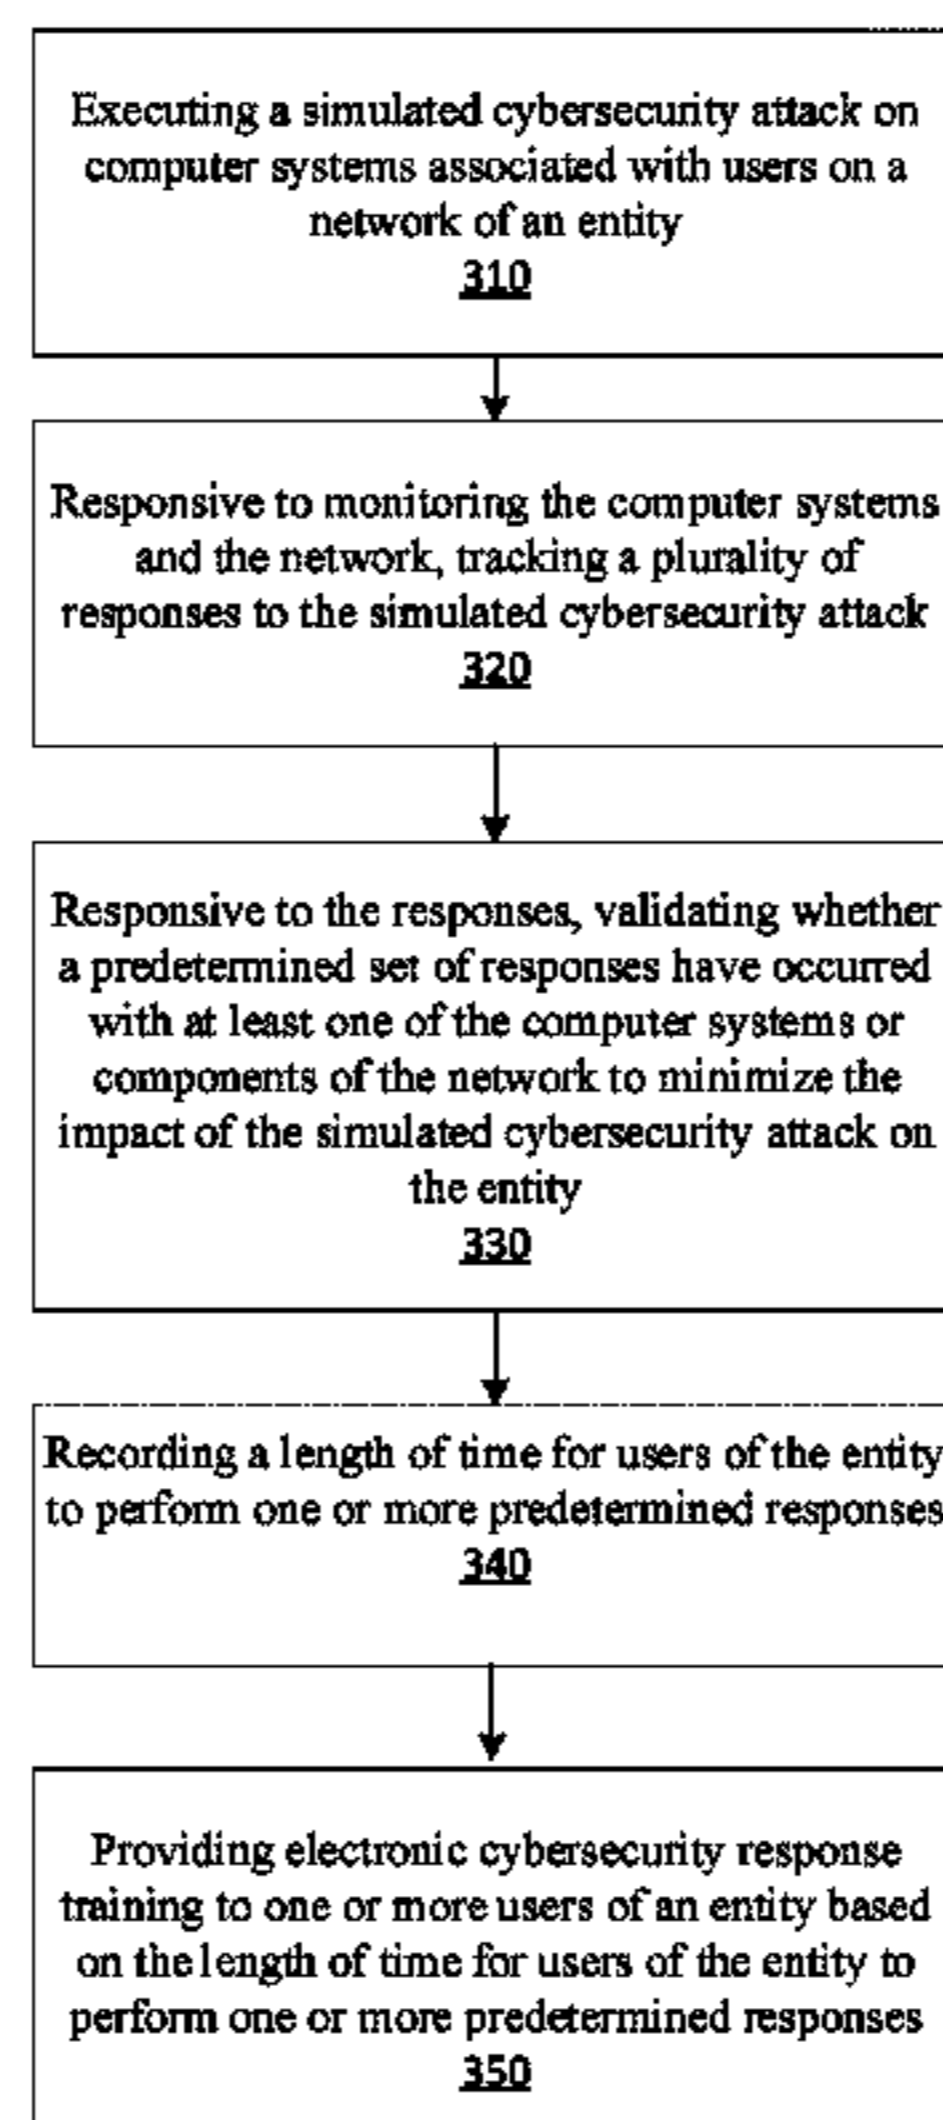 Executing a simulated cybersecurity attack on
computer systems associated with users on a
network of an entity
310
Responsive to monitoring the computer systems
and the network, tracking a plurality of
responses to the simulated cybersecurity attack
320
Responsive to the responses, validating whether
a predetermined set of responses have occurred
with at least one of the computer systems or
components of the network to minimize the
impact of the simulated cybersecurity attack on
the entity
330
Recording a length of time for users of the entity
to perform one or more predetermined responses
340
Providing electronic cybersecurity response
training to one or more users of an entity based
on the length of time for users of the entity to
perform one or more predetermined responses
350